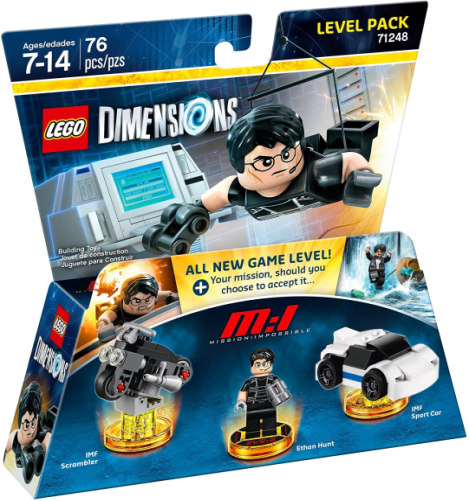 Ages/edades
7-14
76
pcs/pzs
LEVEL PACK
71248
LEGO
DIMENSIONS
Building Toy
Jouet de construction
Juguete para Construir
ALL NEW GAME LEVEL!
+ Your mission, should you
choose to accept it...
M:I
MISSION:IMPOSSIBLE
LEGO
DIMENSIONS
IMF
Scrambler
Ethan Hunt
IMF
Sport Car